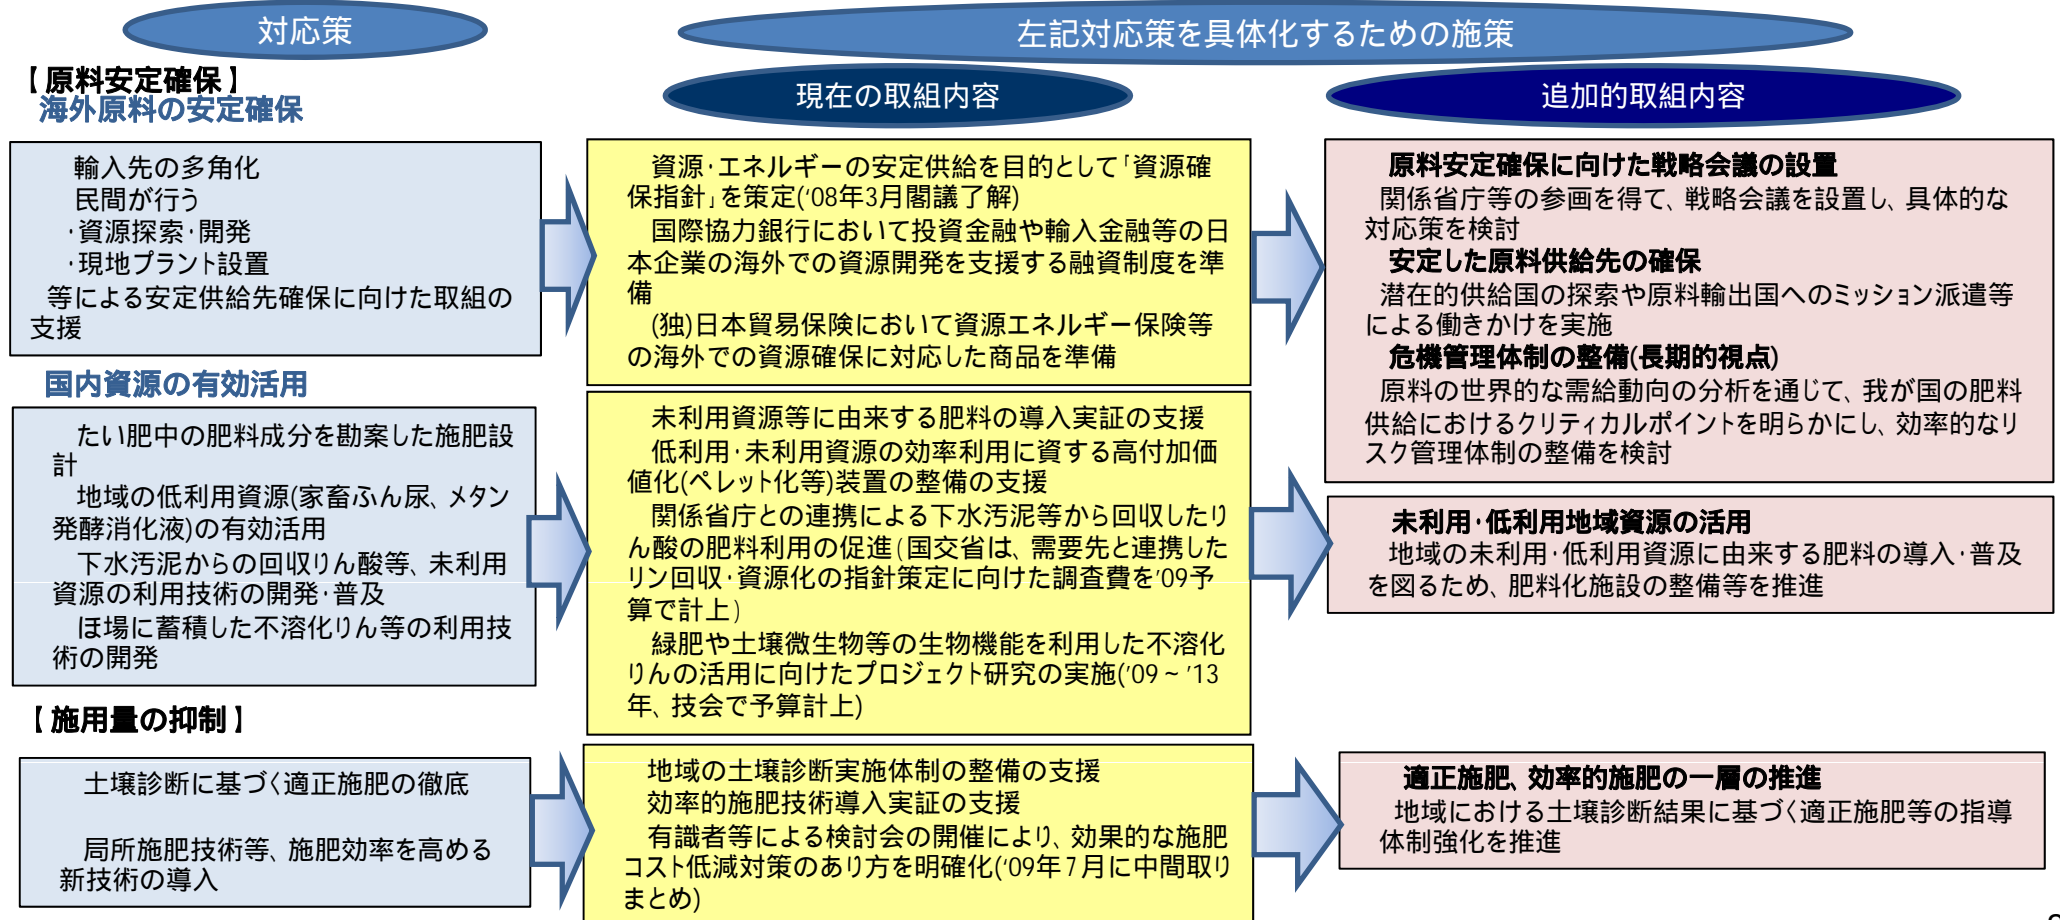 対応策
左記対応策を具体化するための施策
【原料安定確保】
海外原料の安定確保
現在の取組内容
追加的取組内容
輸入先の多角化
民間が行う
・資源探索・開発
・現地プラント設置
等による安定供給先確保に向けた取組の
支援
資源・エネルギーの安定供給を目的として「資源確
保指針」を策定('08年3月閣議了解)
国際協力銀行において投資金融や輸入金融等の日
本企業の海外での資源開発を支援する融資制度を準
備
(独)日本貿易保険において資源エネルギー保険等
の海外での資源確保に対応した商品を準備
原料安定確保に向けた戦略会議の設置
関係省庁等の参画を得て、戦略会議を設置し、具体的な
対応策を検討
安定した原料供給先の確保
潜在的供給国の探索や原料輸出国へのミッション派遣等
による働きかけを実施
危機管理体制の整備(長期的視点)
原料の世界的な需給動向の分析を通じて、我が国の肥料
供給におけるクリティカルポイントを明らかにし、効率的なリ
スク管理体制の整備を検討
国内資源の有効活用
たい肥中の肥料成分を勘案した施肥設
計
地域の低利用資源(家畜ふん尿、メタン
発酵消化液)の有効活用
下水汚泥からの回収りん酸等、未利用
資源の利用技術の開発・普及
ほ場に蓄積した不溶化りん等の利用技
術の開発
未利用資源等に由来する肥料の導入実証の支援
低利用・未利用資源の効率利用に資する高付加価
値化(ペレット化等)装置の整備の支援
関係省庁との連携による下水汚泥等から回収したり
ん酸の肥料利用の促進(国交省は、需要先と連携した
リン回収・資源化の指針策定に向けた調査費を'09予
算で計上)
緑肥や土壌微生物等の生物機能を利用した不溶化
りんの活用に向けたプロジェクト研究の実施('09~'13
年、技会で予算計上)
未利用・低利用地域資源の活用
地域の未利用・低利用資源に由来する肥料の導入・普及
を図るため、肥料化施設の整備等を推進
【施用量の抑制】
土壌診断に基づく適正施肥の徹底
局所施肥技術等、施肥効率を高める
新技術の導入
地域の土壌診断実施体制の整備の支援
効率的施肥技術導入実証の支援
有識者等による検討会の開催により、効果的な施肥
コスト低減対策のあり方を明確化('09年7月に中間取り
まとめ)
適正施肥、効率的施肥の一層の推進
地域における土壌診断結果に基づく適正施肥等の指導
体制強化を推進